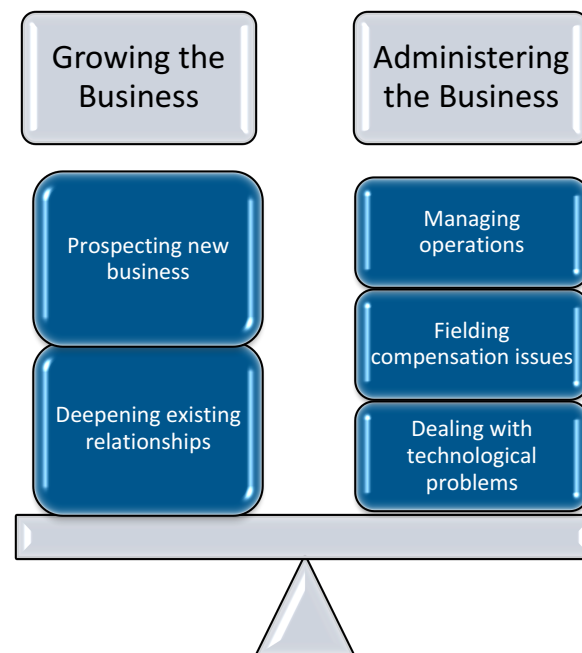 Growing the
Business
Administering
the Business
Prospecting new
business
Deepening existing
relationships
Managing
operations
Fielding
compensation issues
Dealing with
technological
problems